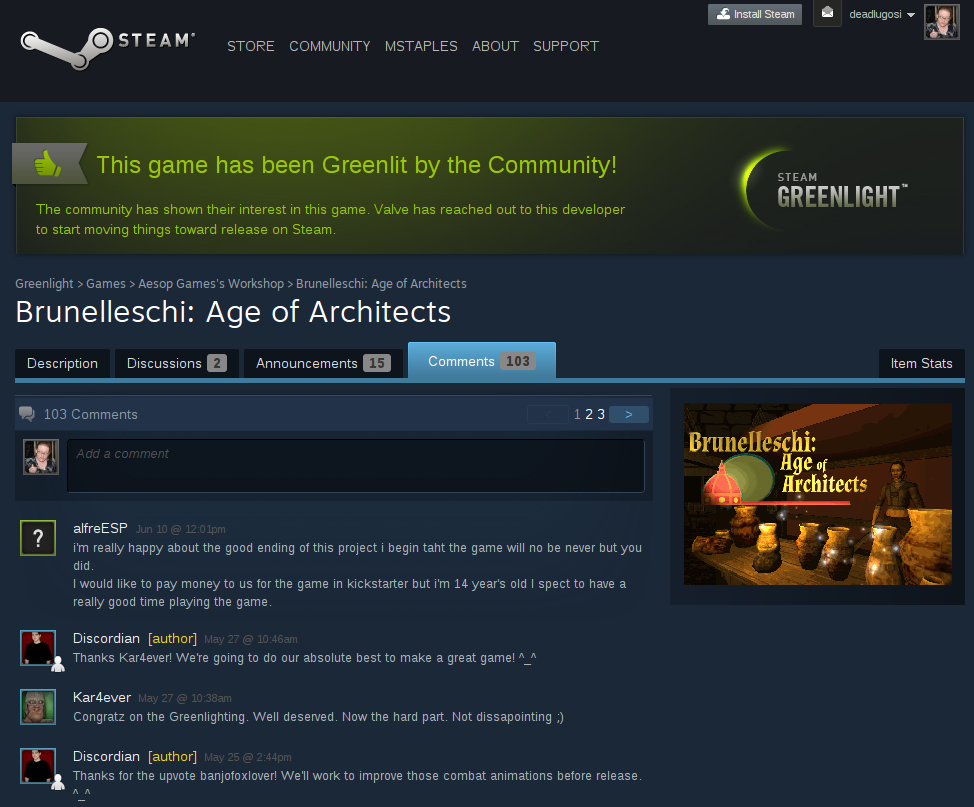 Install Steam
deadlugosi
STEAM®
STORE COMMUNITY MSTAPLES ABOUT SUPPORT
This game has been Greenlit by the Community!
The community has shown their interest in this game. Valve has reached out to this developer
to start moving things toward release on Steam.
STEAM
GREENLIGHT™
Greenlight > Games > Aesop Games's Workshop > Brunelleschi: Age of Architects
Brunelleschi: Age of Architects
Description Discussions 2 Announcements 15 Comments 103 Item Stats
103 Comments < 1 2 3 >
Add a comment
Brunelleschi:
Age of
Architects
alfreESP Jun 10 @ 12:01pm
i'm really happy about the good ending of this project i begin taht the game will no be never but you
did.
I would like to pay money to us for the game in kickstarter but i'm 14 year's old I spect to have a
really good time playing the game.
Discordian [author] May 27 @ 10:46am
Thanks Kar4ever! We're going to do our absolute best to make a great game! ^_^
Kar4ever May 27 @ 10:38am
Congratz on the Greenlighting. Well deserved. Now the hard part. Not dissapointing ;)
Discordian [author] May 25 @ 2:44pm
Thanks for the upvote banjofoxlover! We'll work to improve those combat animations before release.
^_^